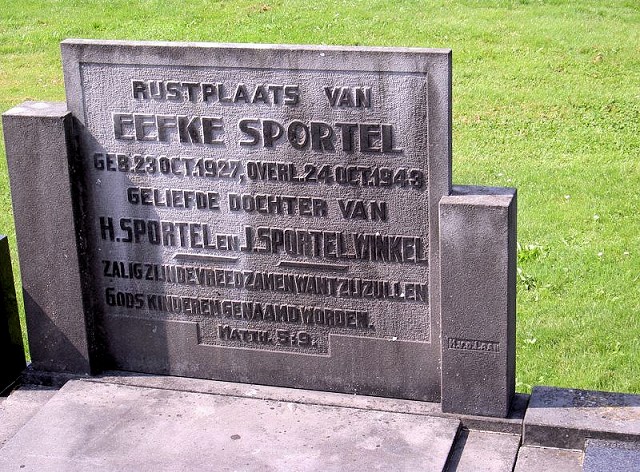 RUSTPLAATS VAN
EEFKE SPORTEL
GEB.23 OCT.1927, OVERL.24 OCT.1943
GELIEFDE DOCHTER VAN
H.SPORTEL EN J.SPORTEL.WINKEL
ZALIG ZIJN DE VREEDZAMEN WANT ZIJ ZULLEN
GODS KINDEREN GENAAMD WORDEN.
MATTH. 5:9.
LAAN